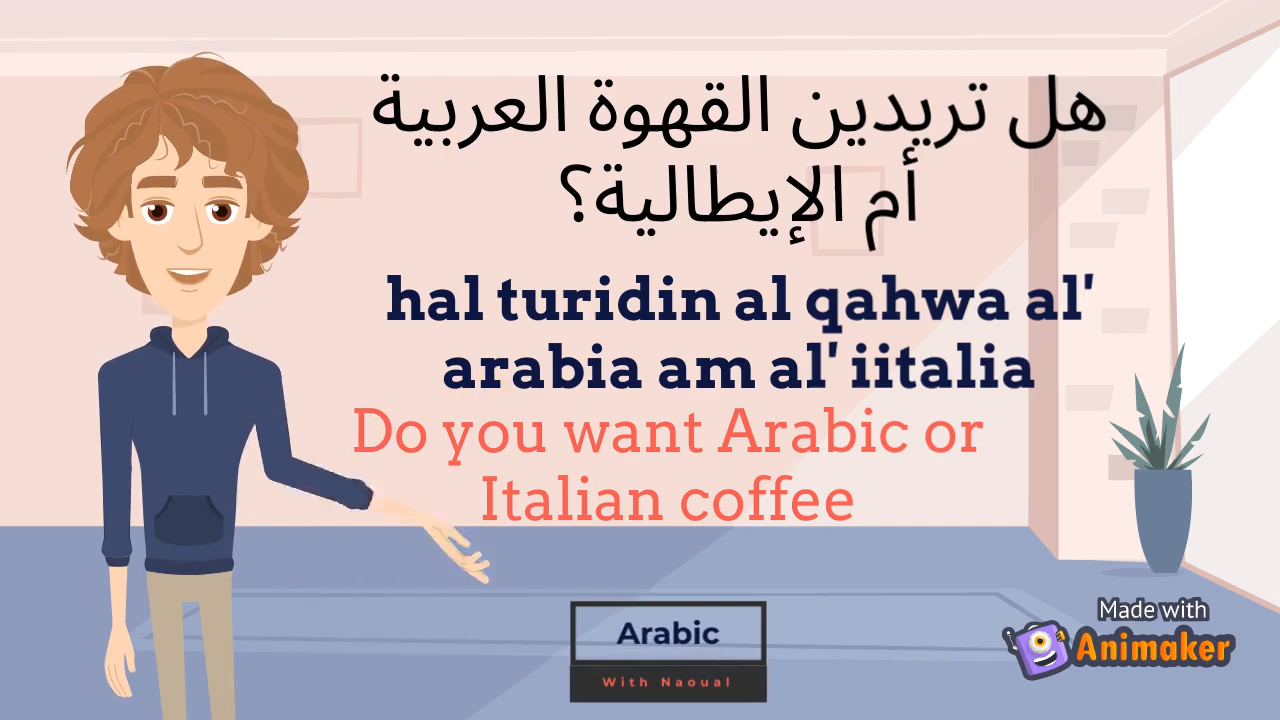 هل تريدين القهوة العربية
أم الإيطالية؟
hal turidin al qahwa al'
arabia am al' iitalia
Do you want Arabic or
Italian coffee
Arabic
With Naoual
Made with
Animaker